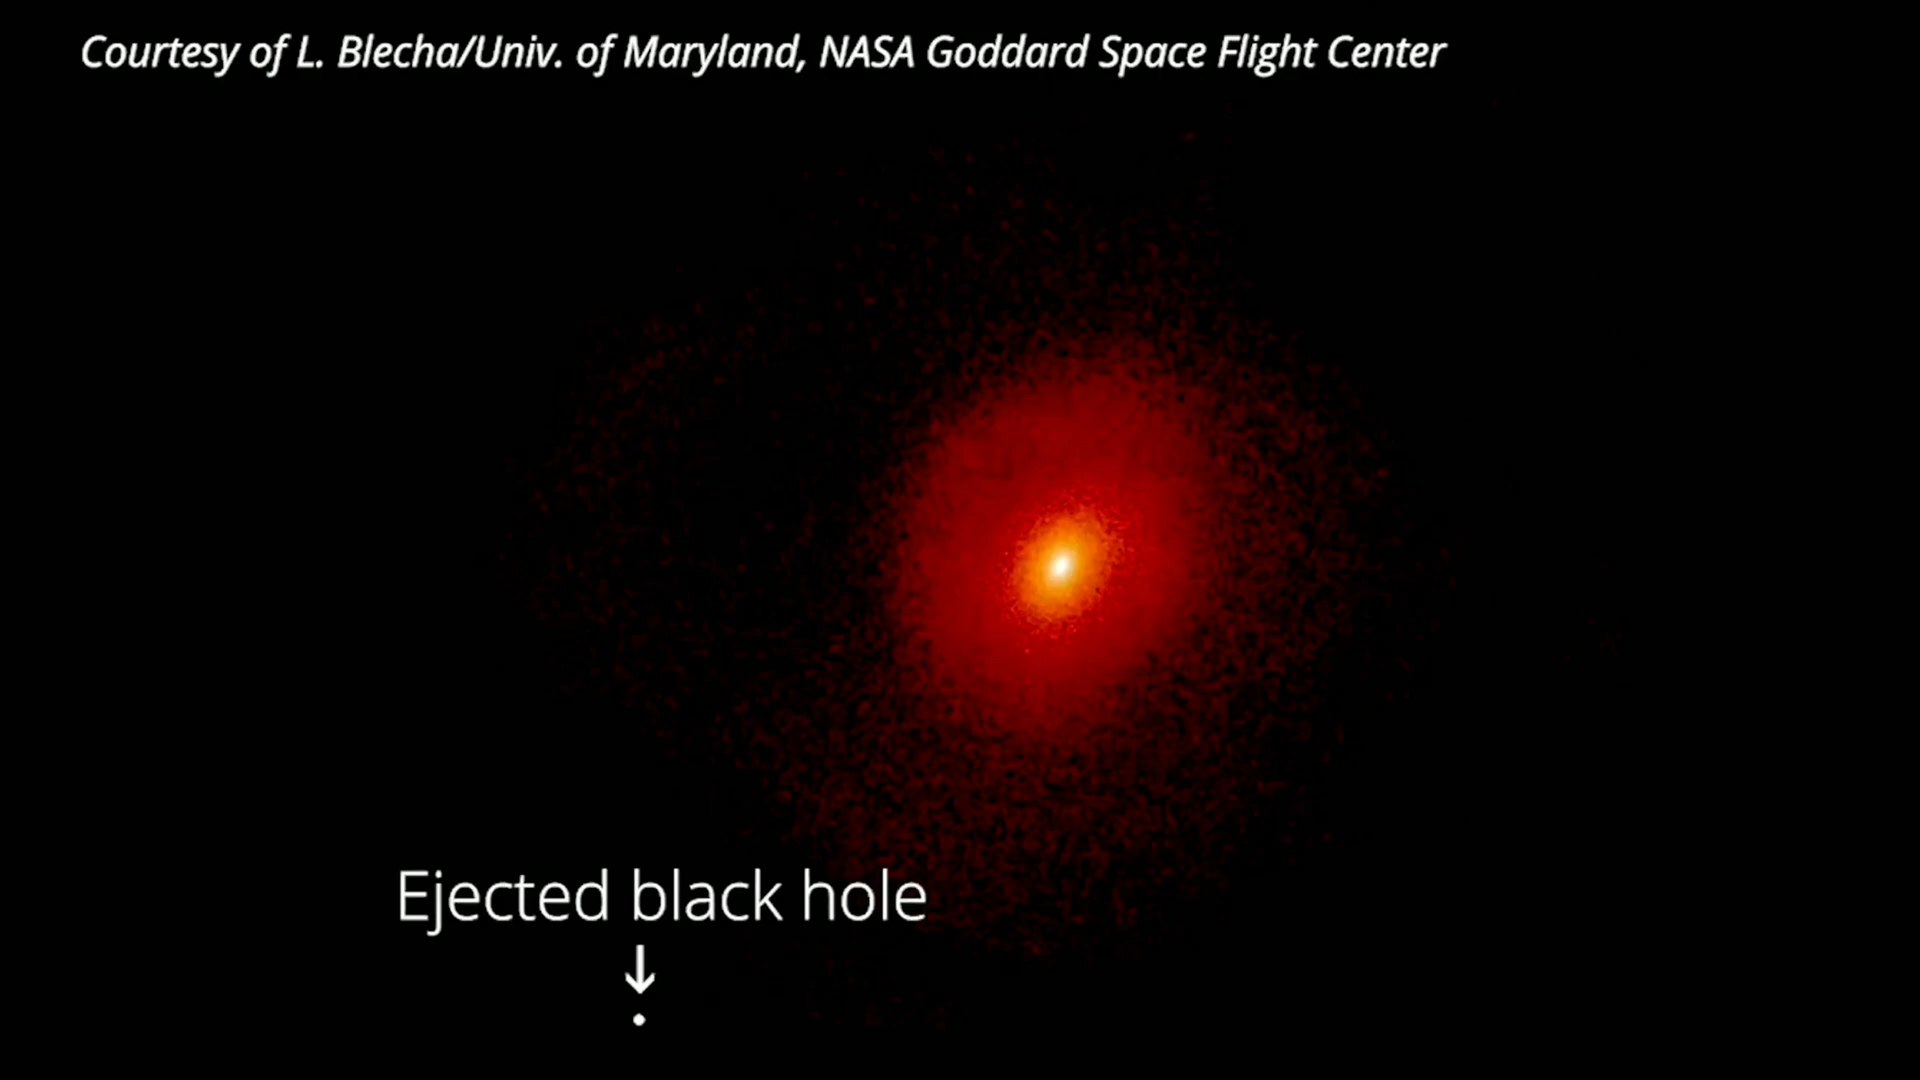 Courtesy of L. Blecha/Univ. of Maryland, NASA Goddard Space Flight Center
Ejected black hole